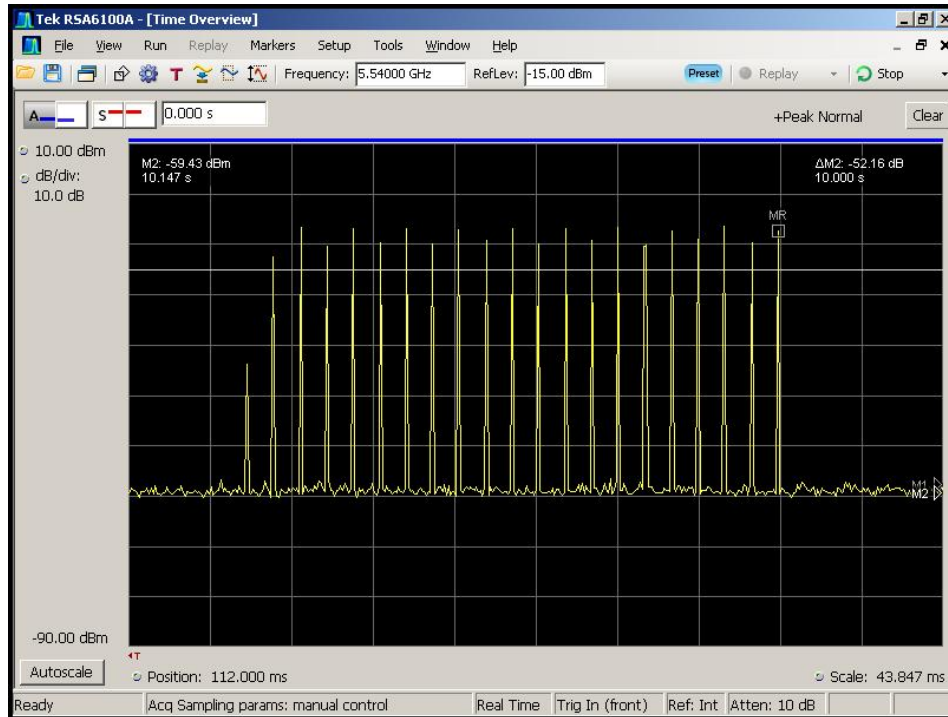 Tek RSA6100A - [Time Overview]
File View Run Replay Markers Setup Tools Window Help
T Frequency: 5.54000 GHz RefLev: -15.00 dBm Preset Replay Stop
A S 0.000 s +Peak Normal Clear
10.00 dBm
dB/div:
10.0 dB
M2: -59.43 dBm
10.147 s
ΔM2: -52.16 dB
10.000 s
MR
M1
M2
-90.00 dBm
T
Autoscale Position: 112.000 ms Scale: 43.847 ms
Ready Acq Sampling params: manual control Real Time Trig In (front) Ref: Int Atten: 10 dB